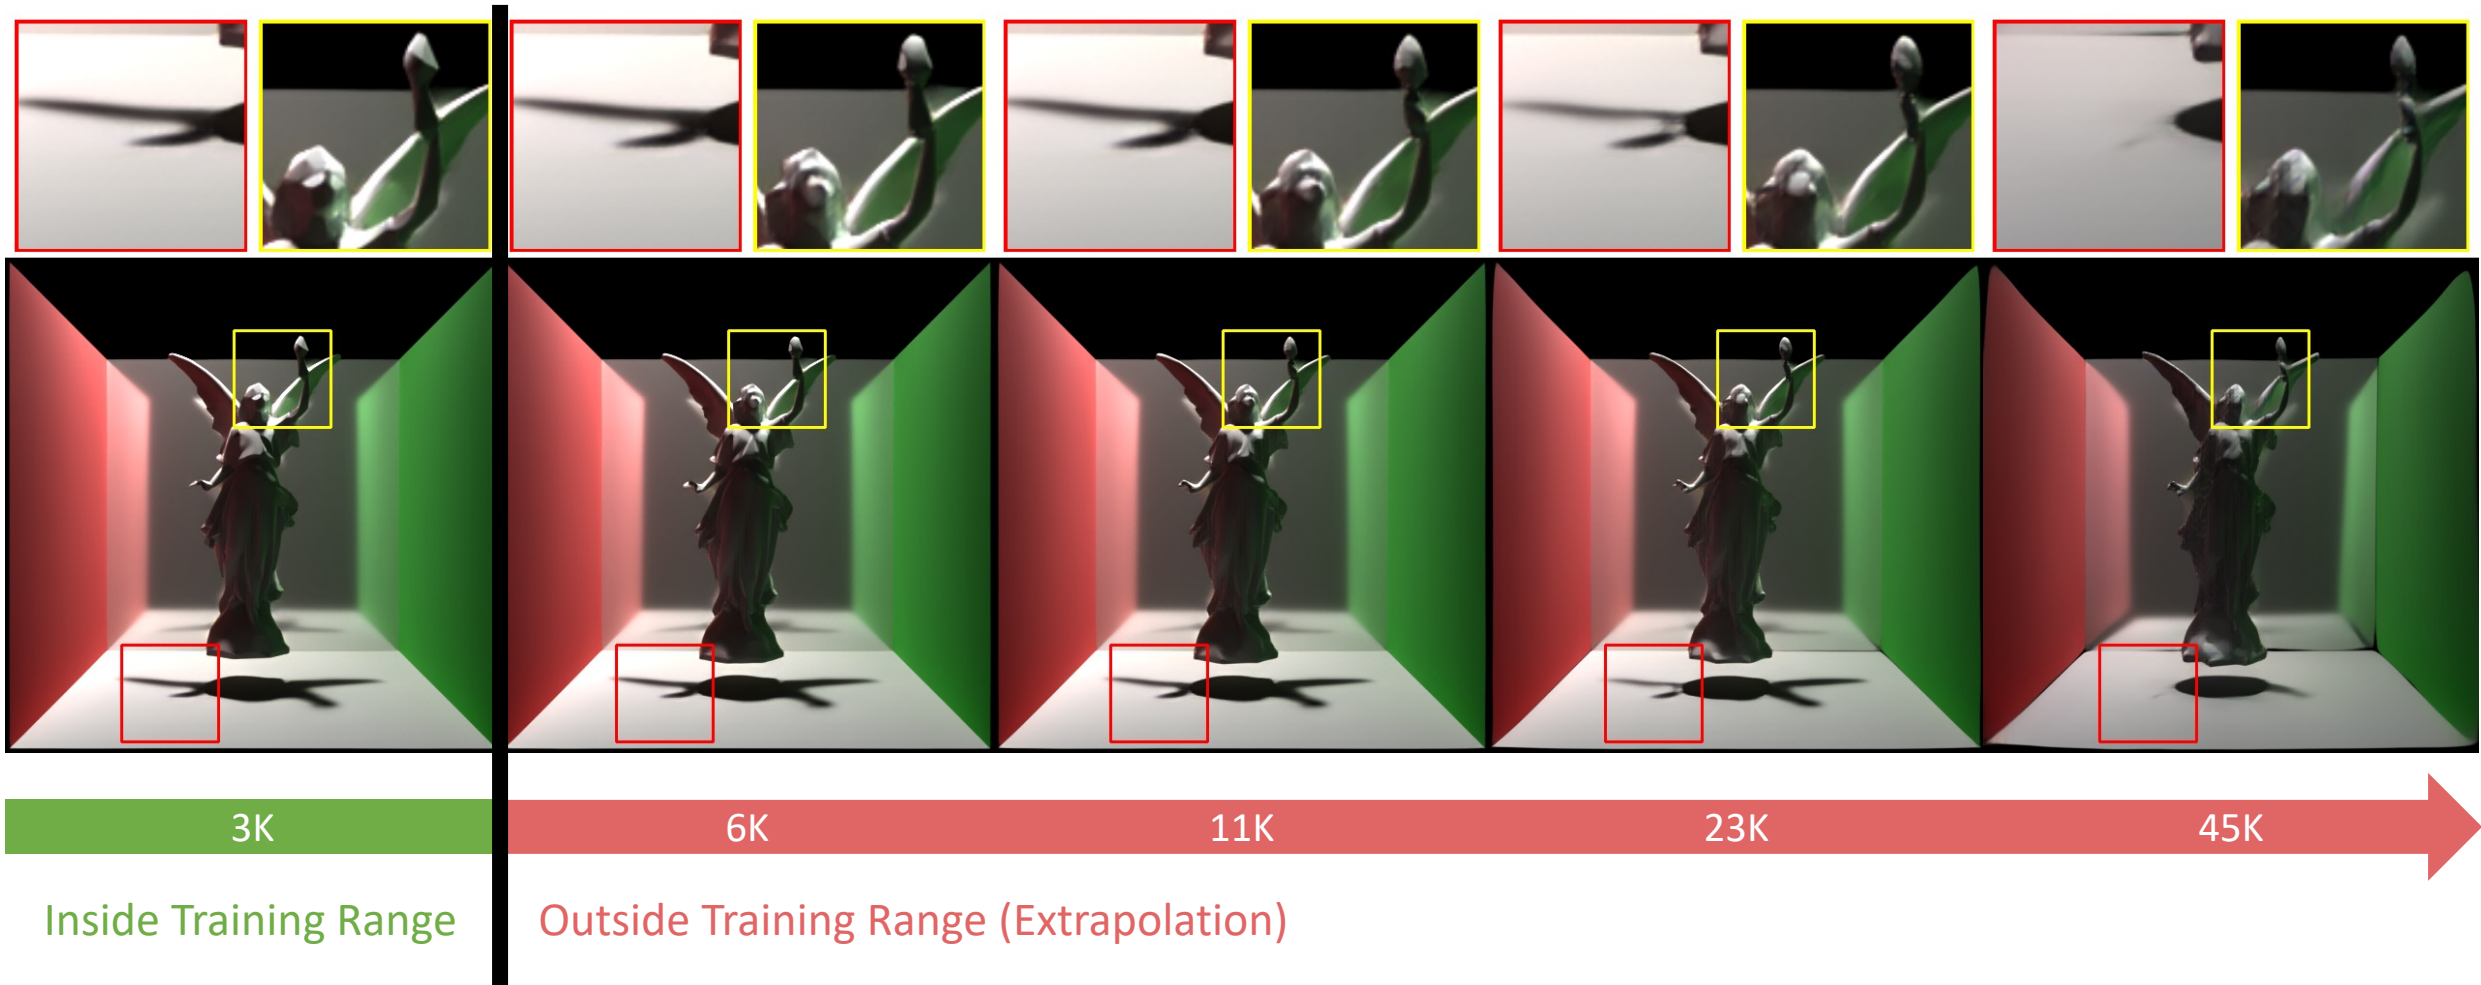 3K
6K
11K
23K
45K
Inside Training Range
Outside Training Range (Extrapolation)